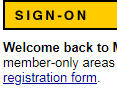 SIGN-ON
Welcome back to M
member-only areas
registration form.